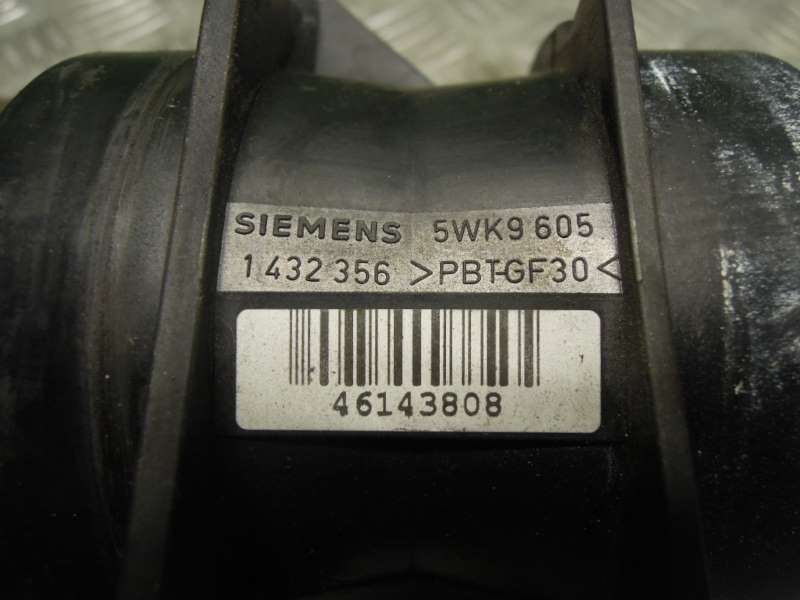 SIEMENS 5WK9 605
1 432 356 >PBT-GF30<
46143808